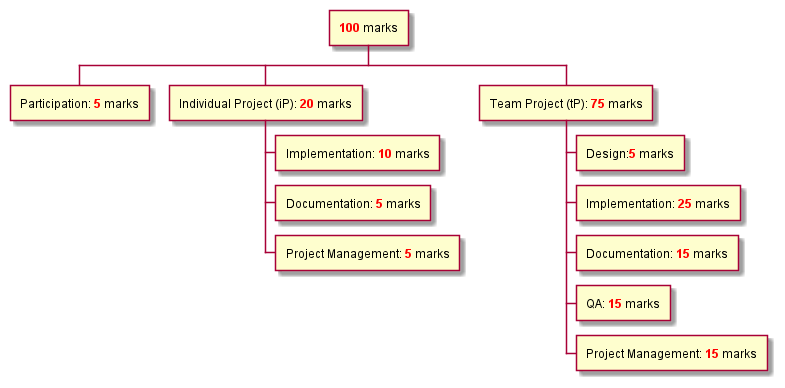 100 marks
Participation: 5 marks
Individual Project (iP): 20 marks
Team Project (tP): 75 marks
Implementation: 10 marks
Documentation: 5 marks
Project Management: 5 marks
Design:5 marks
Implementation: 25 marks
Documentation: 15 marks
QA: 15 marks
Project Management: 15 marks